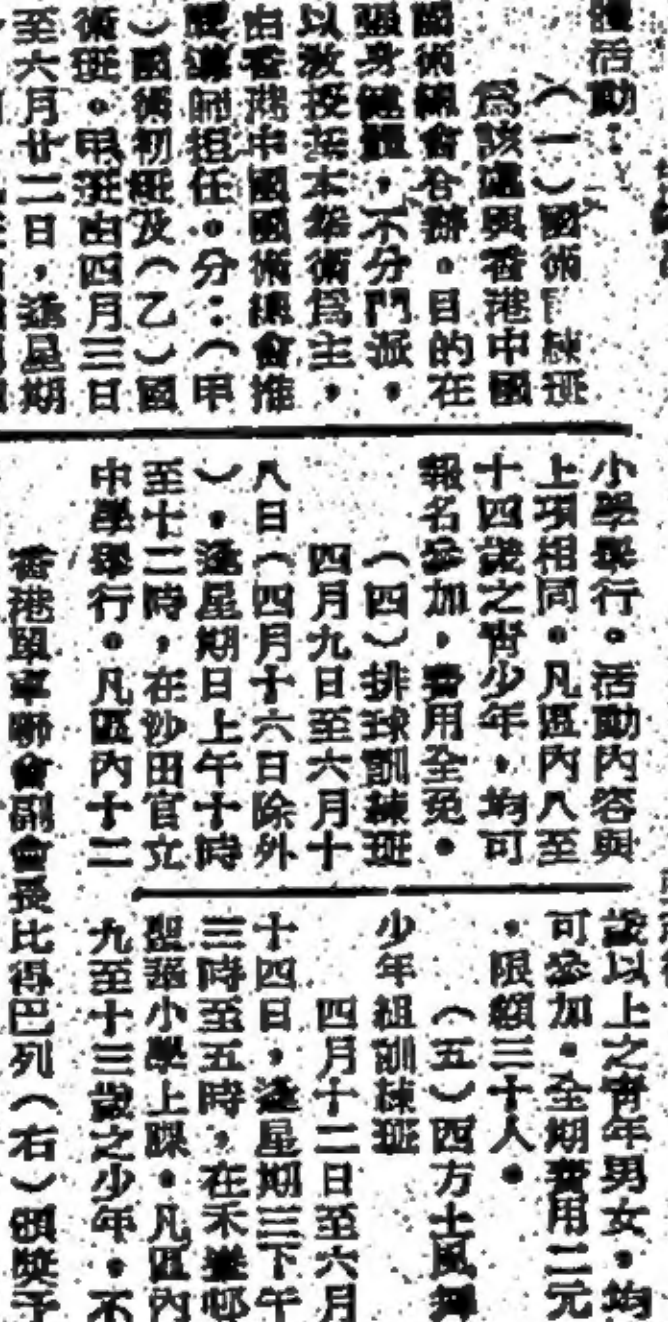 體活動：
（一）國術訓練班
爲該處與香港中國
國術總會合辦。目的在
强身健體，不分門派，
以敎授基本拳術爲主，
由香港中國國術總會推
展講師担任。分：（甲
）國術初班及（乙）國
術班。甲班由四月三日
至六月廿二日，逢星期
小學舉行。活動內容與
上項相同。凡區內八至
十四歲之靑少年，均可
報名參加，費用全免。
（四）排球訓練班
四月九日至六月十
八日（四月十六日除外
），逢星期日上午十時
至十二時，在沙田官立
中學舉行。凡區內十二
歲以上之靑年男女，均
可參加。全期費用二元
，限額三十人。
（五）西方土風舞
少年組訓練班
四月十二日至六月
十四日，逢星期三下午
三時至五時，在禾輋邨
小學上課。凡區內
九至十三歲之少年，不
香港單車聯會副會長比得巴列（右）頒獎予